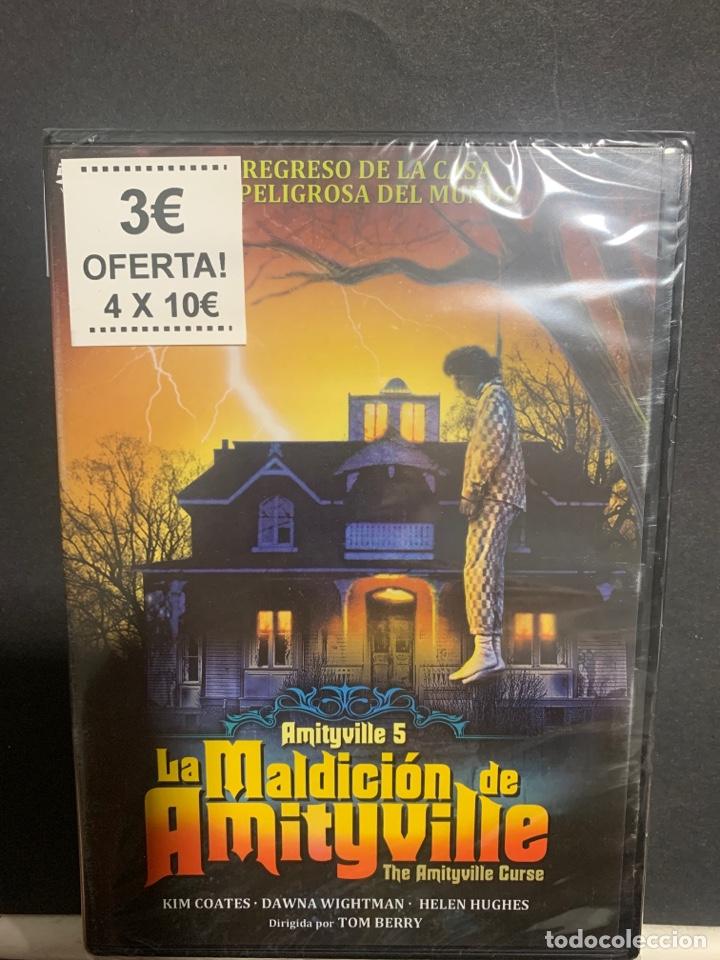 REGRESO DE LA CASA
PELIGROSA DEL MUNDO
3€
OFERTA!
4 X 10€
Amityville 5
La Maldición de
Amityville
The Amityville Curse
KIM COATES · DAWNA WIGHTMAN · HELEN HUGHES
Dirigida por TOM BERRY
todocoleccion